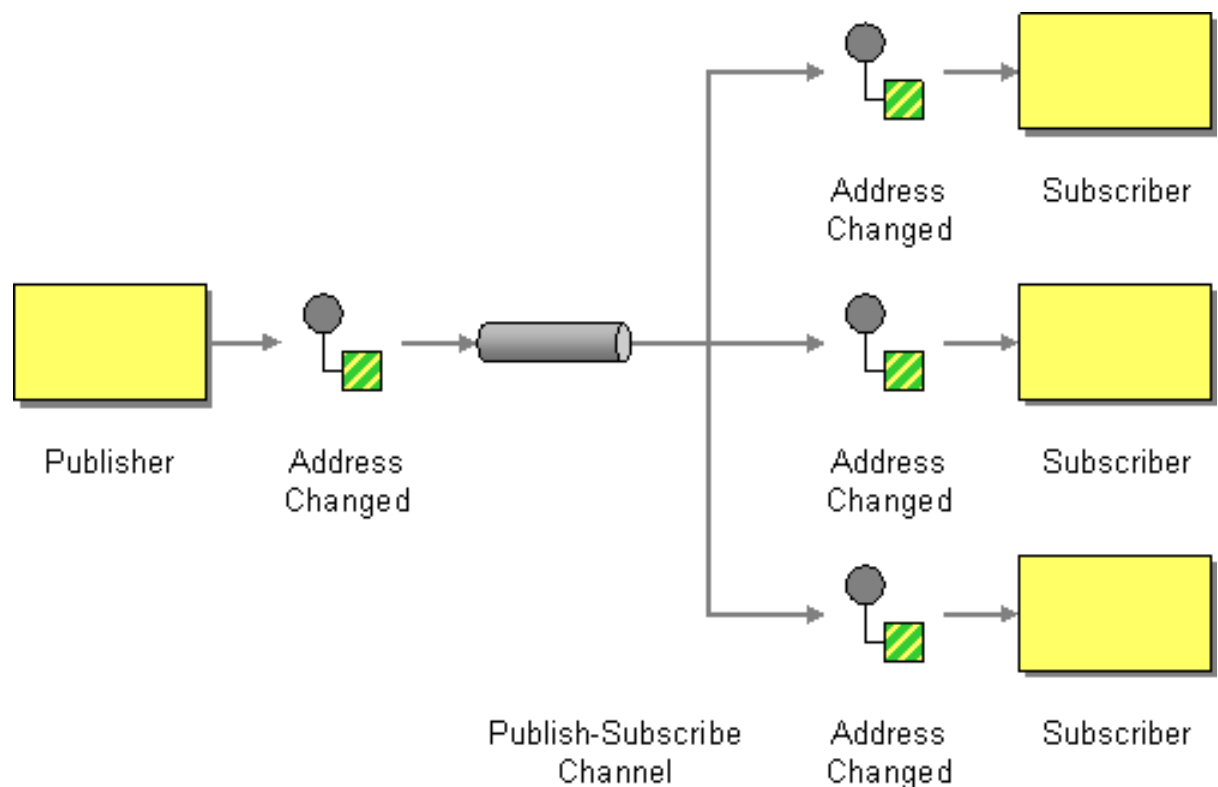 Address
Changed
Subscriber
Publisher
Address
Changed
Address
Changed
Subscriber
Publish-Subscribe
Channel
Address
Changed
Subscriber